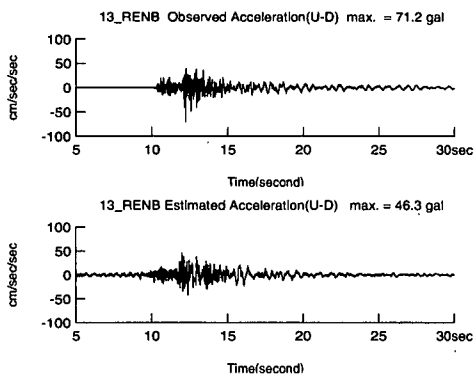 13_RENB Observed Acceleration(U-D) max. = 71.2 gal
cm/sec/sec
100
50
0
-50
-100
5 10 15 20 25 30sec
Time(second)
13_RENB Estimated Acceleration(U-D) max. = 46.3 gal
cm/sec/sec
100
50
0
-50
-100
5 10 15 20 25 30sec
Time(second)